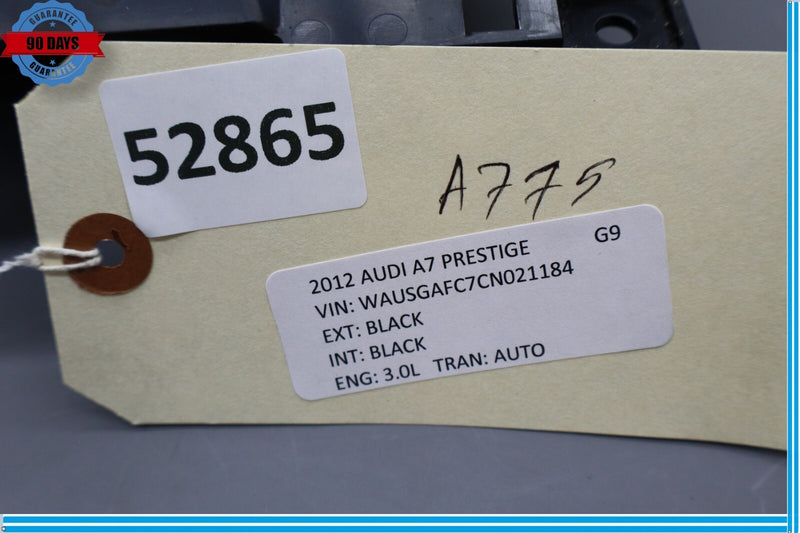 GUARANTEE
90 DAYS
GUARANTEE
52865
A775
2012 AUDI A7 PRESTIGE G9
VIN: WAUSGAFC7CN021184
EXT: BLACK
INT: BLACK
ENG: 3.0L TRAN: AUTO